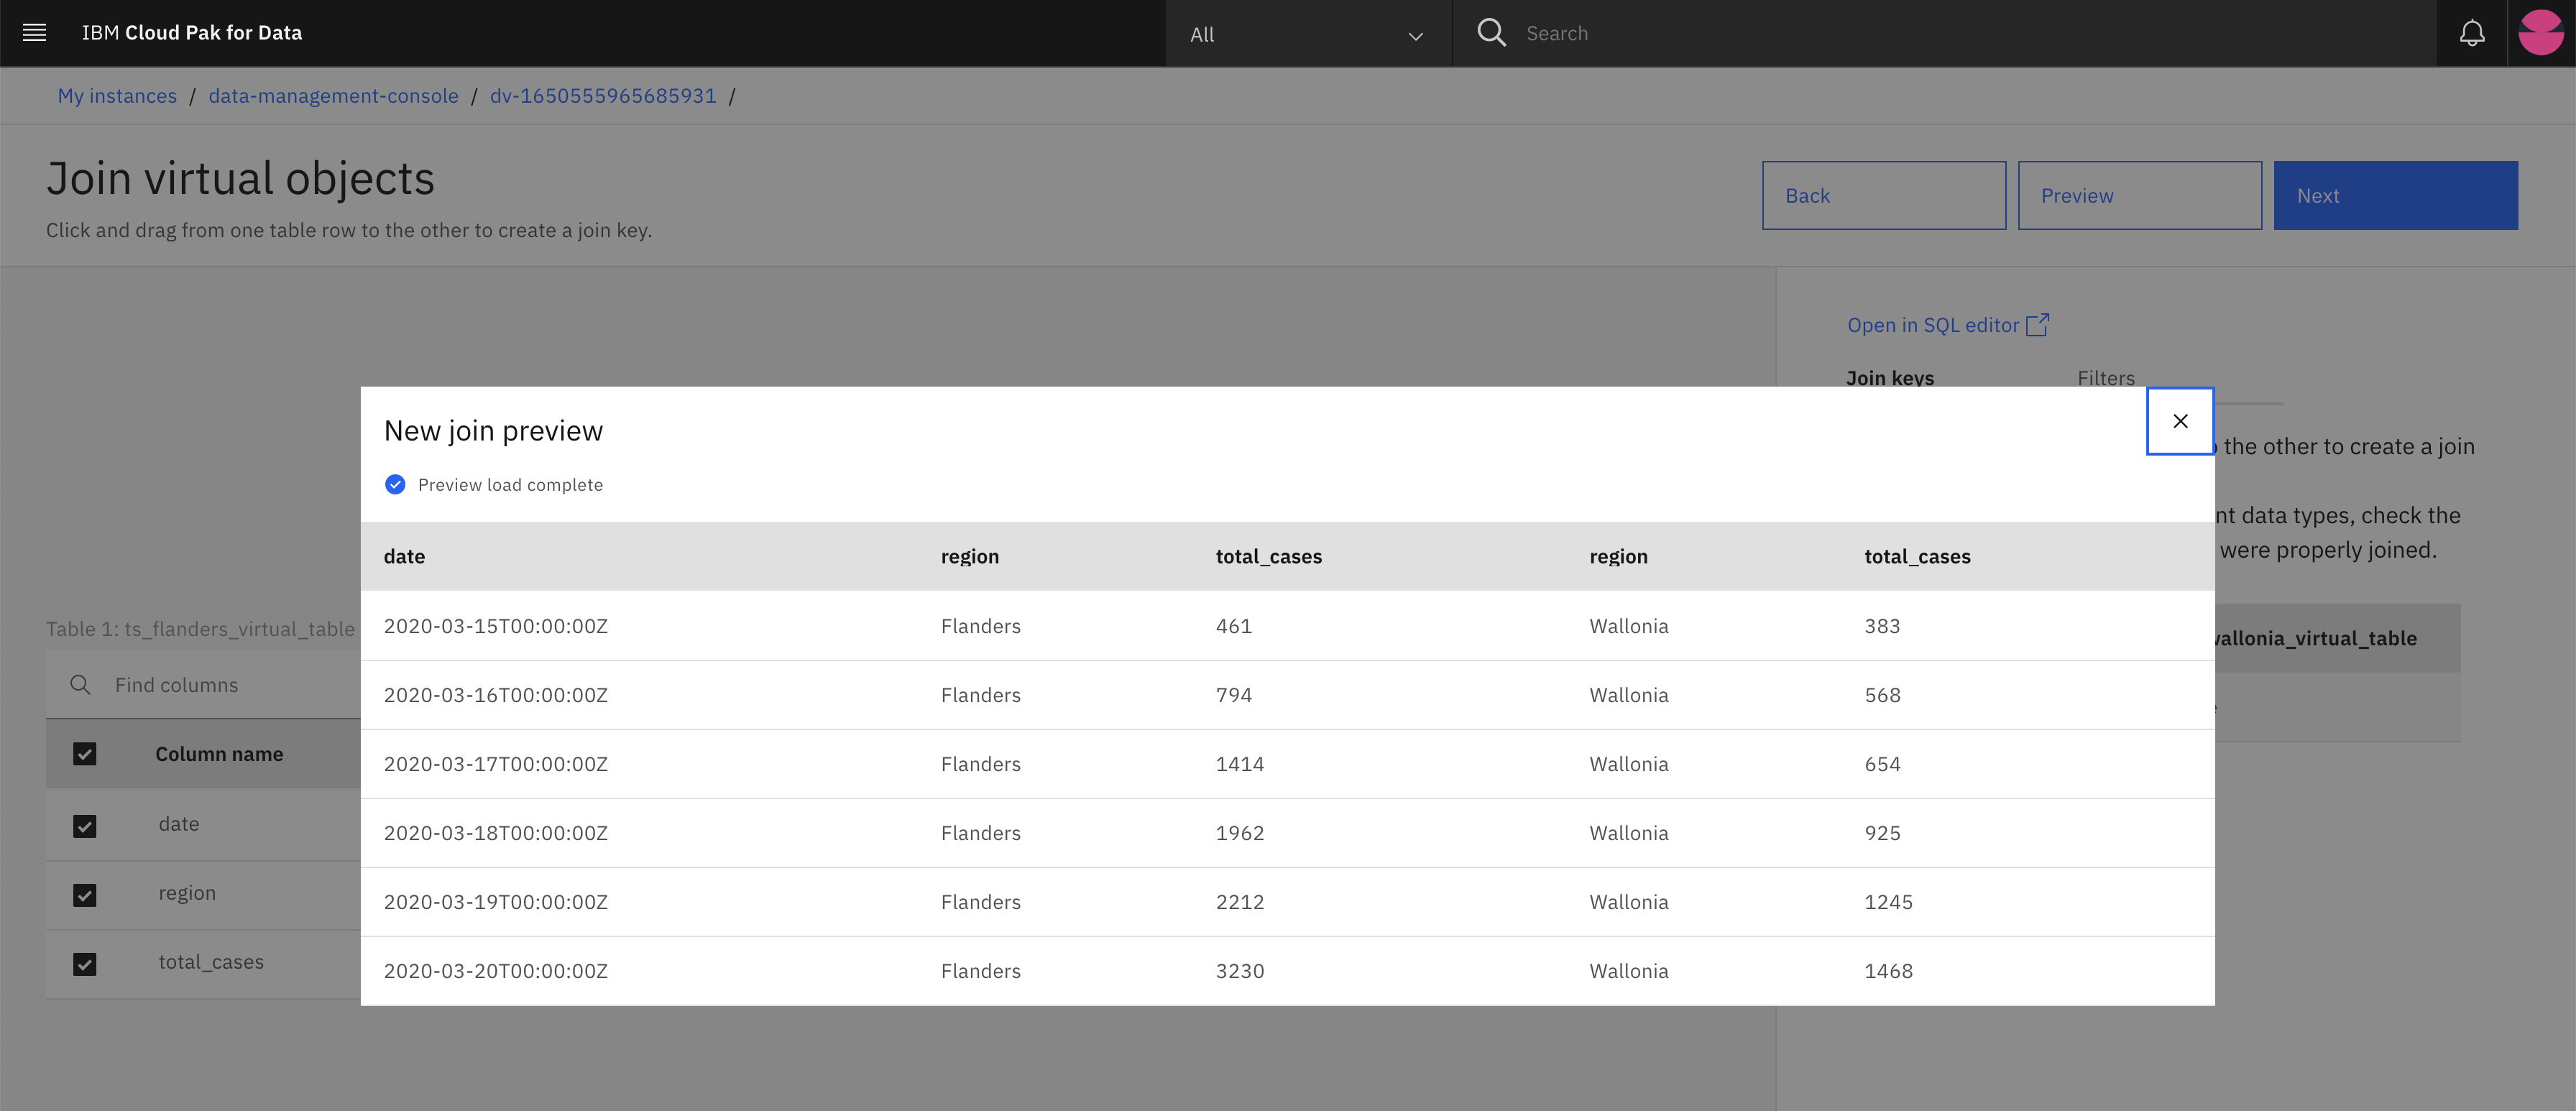 IBM Cloud Pak for Data
All
Search
My instances / data-management-console / dv-1650555965685931 /
Join virtual objects
Click and drag from one table row to the other to create a join key.
Back
Preview
Next
Open in SQL editor
Join keys
Filters
the other to create a join
nt data types, check the
were properly joined.
wallonia_virtual_table
Table 1: ts_flanders_virtual_table
Find columns
Column name
date
region
total_cases
New join preview
Preview load complete
date region total_cases region total_cases
2020-03-15T00:00:00Z Flanders 461 Wallonia 383
2020-03-16T00:00:00Z Flanders 794 Wallonia 568
2020-03-17T00:00:00Z Flanders 1414 Wallonia 654
2020-03-18T00:00:00Z Flanders 1962 Wallonia 925
2020-03-19T00:00:00Z Flanders 2212 Wallonia 1245
2020-03-20T00:00:00Z Flanders 3230 Wallonia 1468